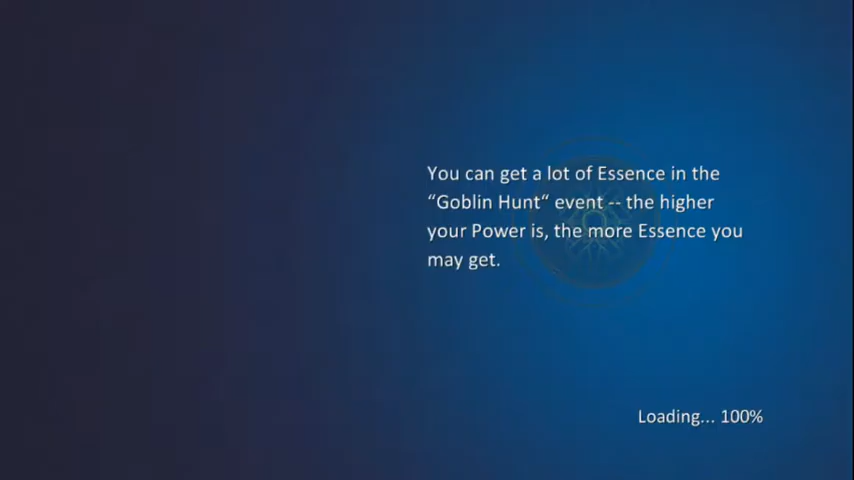 You can get a lot of Essence in the
“Goblin Hunt“ event -- the higher
your Power is, the more Essence you
may get.
Loading... 100%